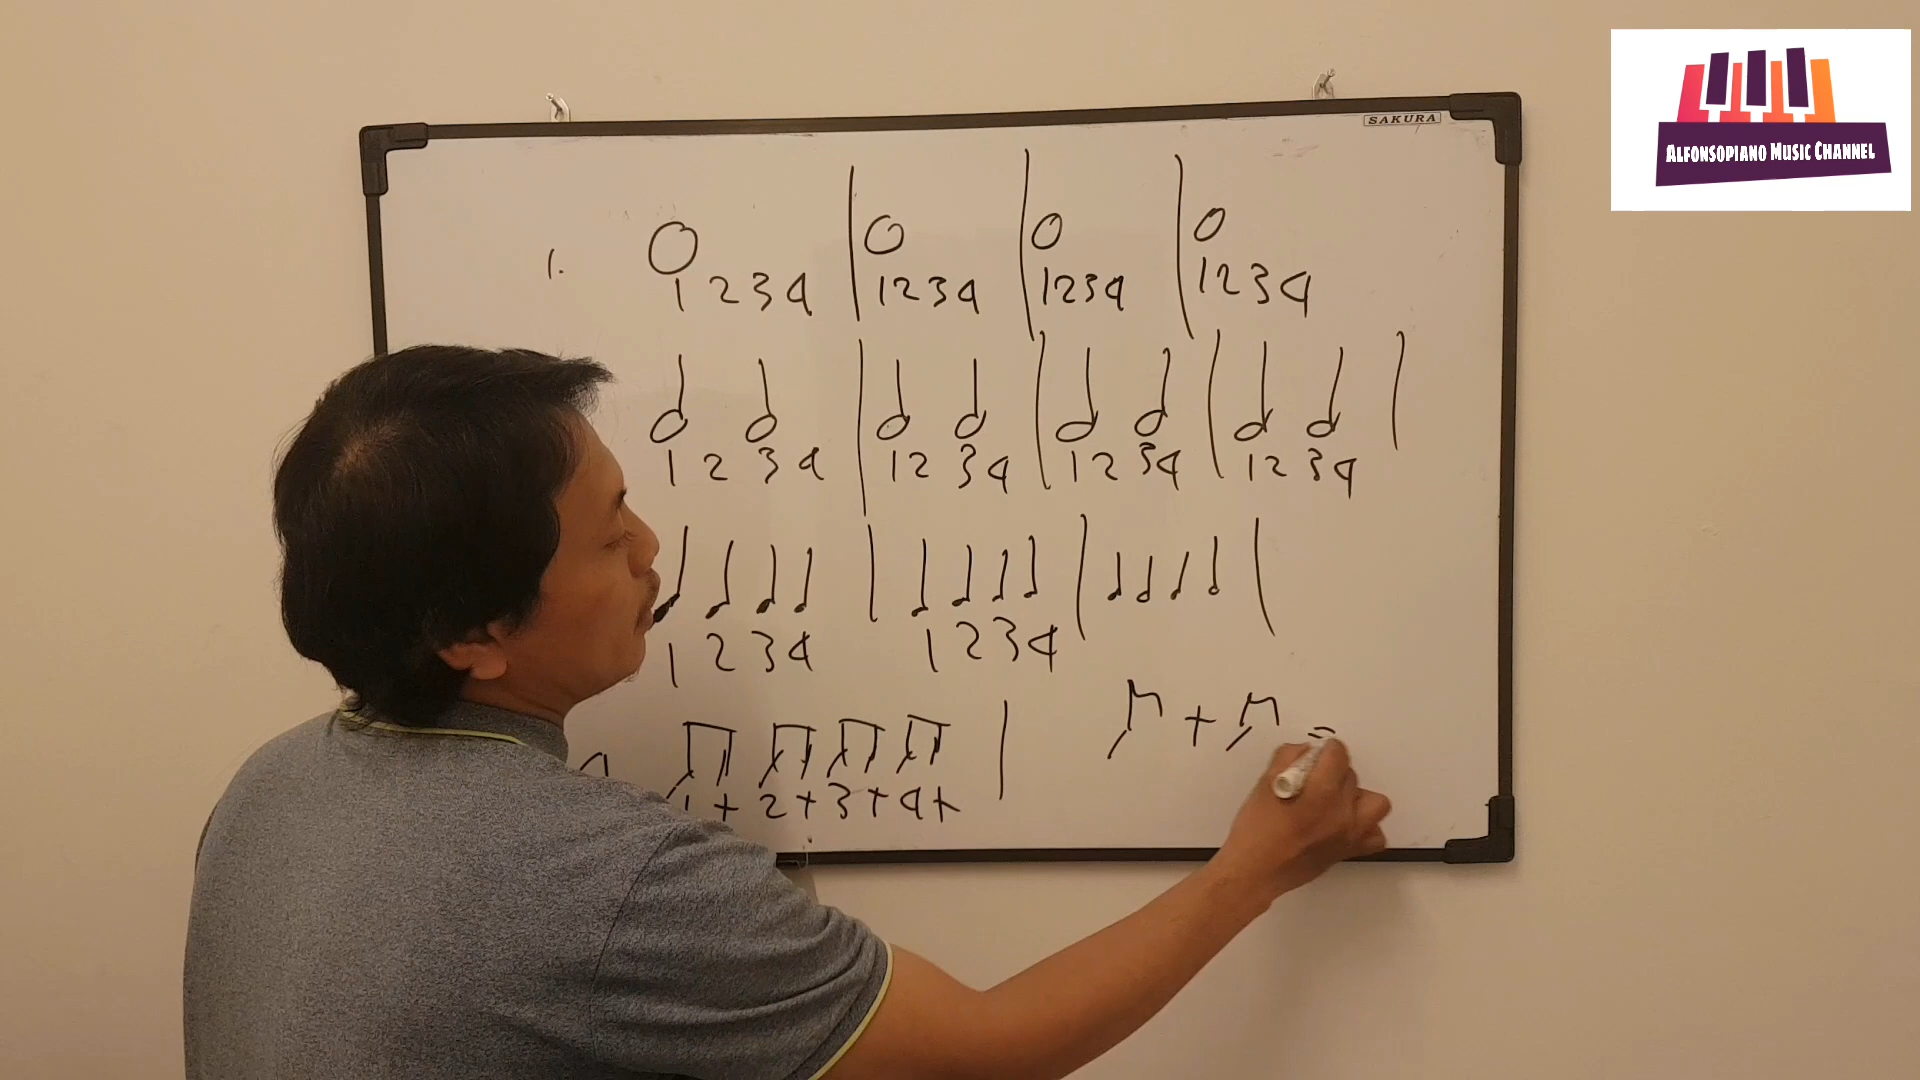 ALFONSOPIANO MUSIC CHANNEL
SAKURA
1.
1 2 3 4 1 2 3 4 1 2 3 4 1 2 3 4
1 2 3 4 1 2 3 4 1 2 3 4 1 2 3 4
1 2 3 4 1 2 3 4
1 + 2 + 3 + 4 +
+ =